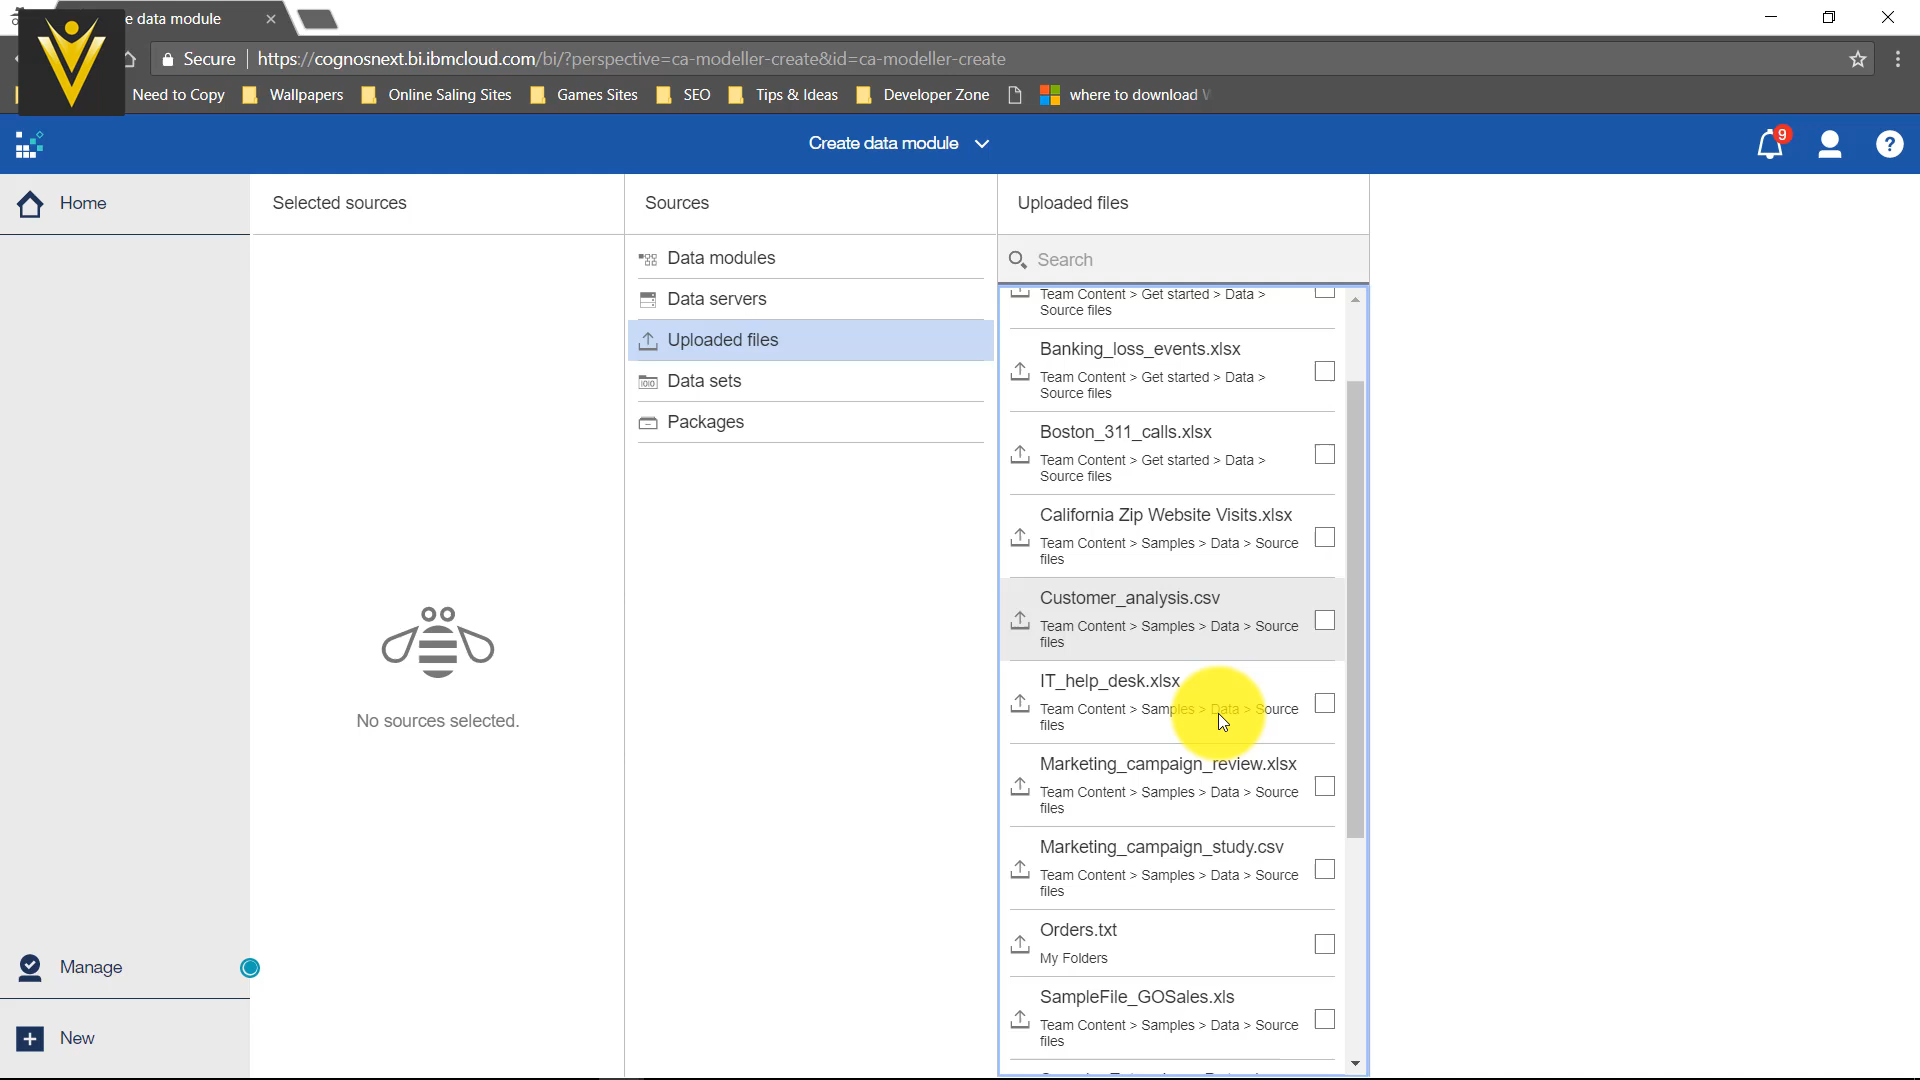 e data module
Secure
https://cognosnext.bi.ibmcloud.com/bi/?perspective=ca-modeller-create&id=ca-modeller-create
Need to Copy
Wallpapers
Online Saling Sites
Games Sites
SEO
Tips & Ideas
Developer Zone
where to download
Create data module
9
?
Home
Selected sources
Sources
Uploaded files
Data modules
Data servers
Uploaded files
Data sets
Packages
Search
Team Content > Get started > Data >
Source files
Banking_loss_events.xlsx
Team Content > Get started > Data >
Source files
Boston_311_calls.xlsx
Team Content > Get started > Data >
Source files
California Zip Website Visits.xlsx
Team Content > Samples > Data > Source
files
Customer_analysis.csv
Team Content > Samples > Data > Source
files
IT_help_desk.xlsx
Team Content > Samples > Data > Source
files
Marketing_campaign_review.xlsx
Team Content > Samples > Data > Source
files
Marketing_campaign_study.csv
Team Content > Samples > Data > Source
files
Orders.txt
My Folders
SampleFile_GOSales.xls
Team Content > Samples > Data > Source
files
No sources selected.
Manage
New